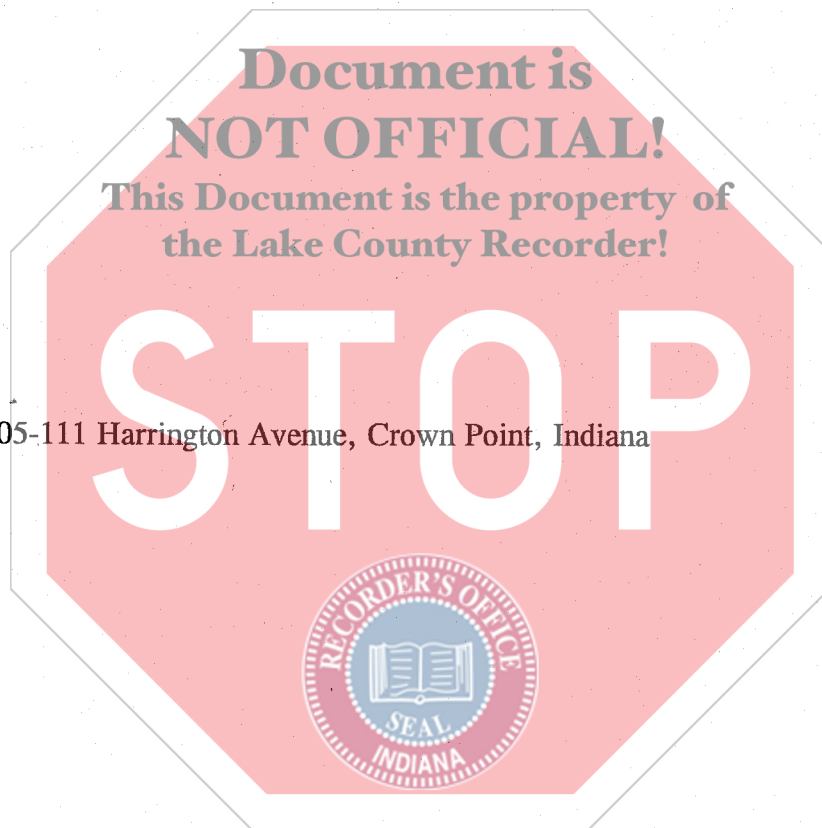 Document is
NOT OFFICIAL!
This Document is the property of
the Lake County Recorder!
STOP
05-111 Harrington Avenue, Crown Point, Indiana
RECORDER'S OFFICE
SEAL
INDIANA